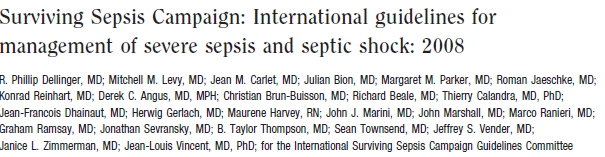 Surviving Sepsis Campaign: International guidelines for
management of severe sepsis and septic shock: 2008
R. Phillip Dellinger, MD; Mitchell M. Levy, MD; Jean M. Carlet, MD; Julian Bion, MD; Margaret M. Parker, MD; Roman Jaeschke, MD;
Konrad Reinhart, MD; Derek C. Angus, MD, MPH; Christian Brun-Buisson, MD; Richard Beale, MD; Thierry Calandra, MD, PhD;
Jean-Francois Dhainaut, MD; Herwig Gerlach, MD; Maurene Harvey, RN; John J. Marini, MD; John Marshall, MD; Marco Ranieri, MD;
Graham Ramsay, MD; Jonathan Sevransky, MD; B. Taylor Thompson, MD; Sean Townsend, MD; Jeffrey S. Vender, MD;
Janice L. Zimmerman, MD; Jean-Louis Vincent, MD, PhD; for the International Surviving Sepsis Campaign Guidelines Committee